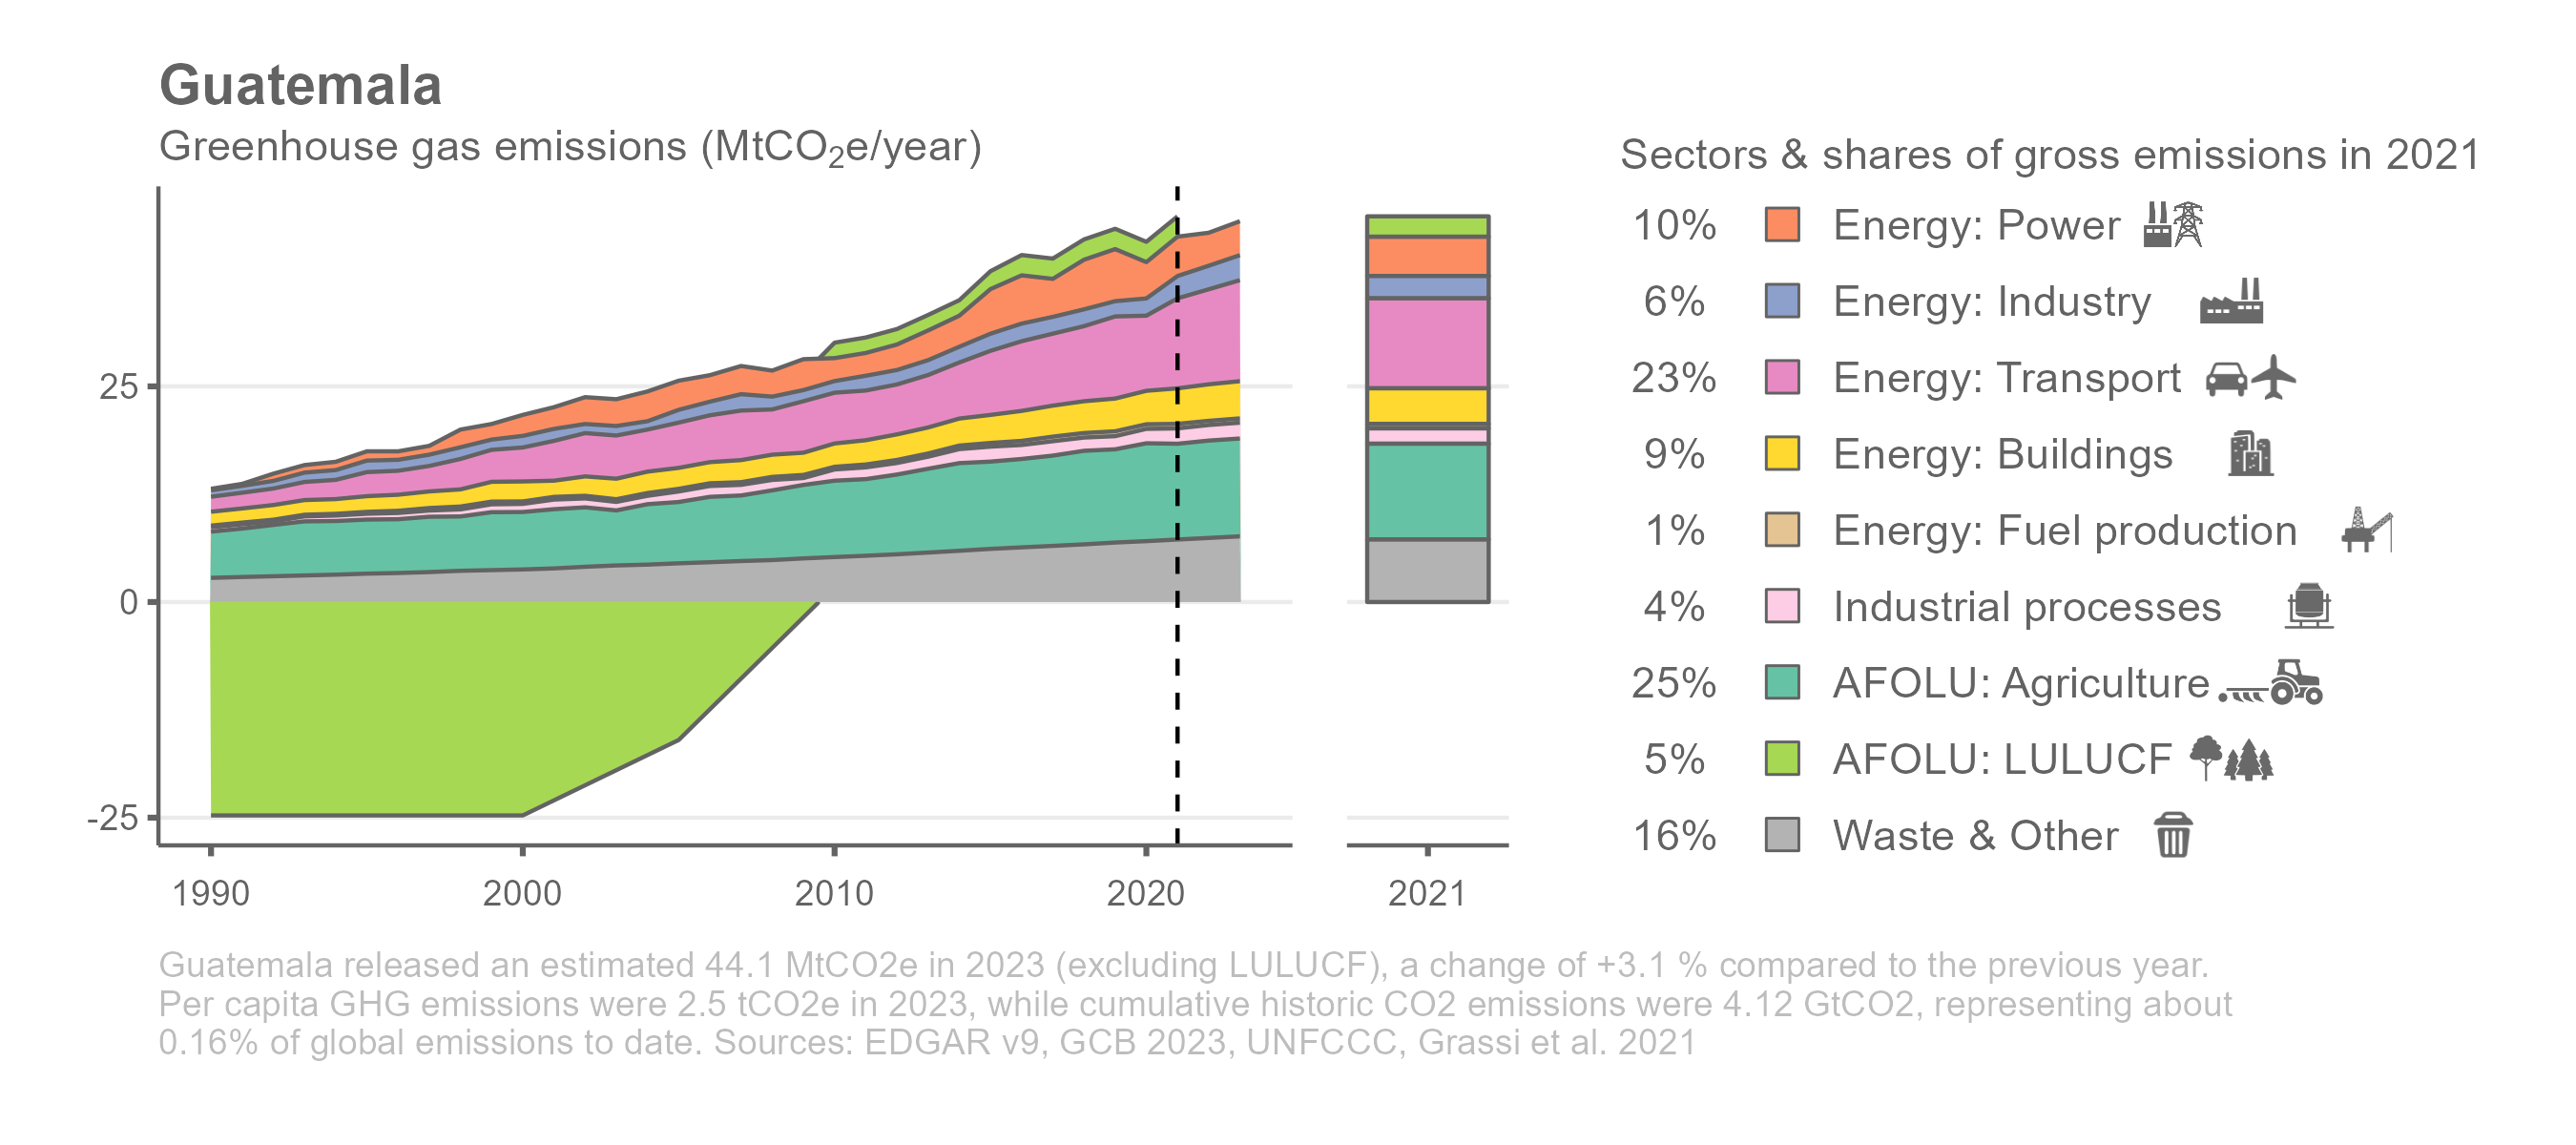 Guatemala
Greenhouse gas emissions (MtCO₂e/year)
25
0
-25
1990 2000 2010 2020
2021
Sectors & shares of gross emissions in 2021
10% Energy: Power
6% Energy: Industry
23% Energy: Transport
9% Energy: Buildings
1% Energy: Fuel production
4% Industrial processes
25% AFOLU: Agriculture
5% AFOLU: LULUCF
16% Waste & Other
Guatemala released an estimated 44.1 MtCO2e in 2023 (excluding LULUCF), a change of +3.1 % compared to the previous year.
Per capita GHG emissions were 2.5 tCO2e in 2023, while cumulative historic CO2 emissions were 4.12 GtCO2, representing about
0.16% of global emissions to date. Sources: EDGAR v9, GCB 2023, UNFCCC, Grassi et al. 2021